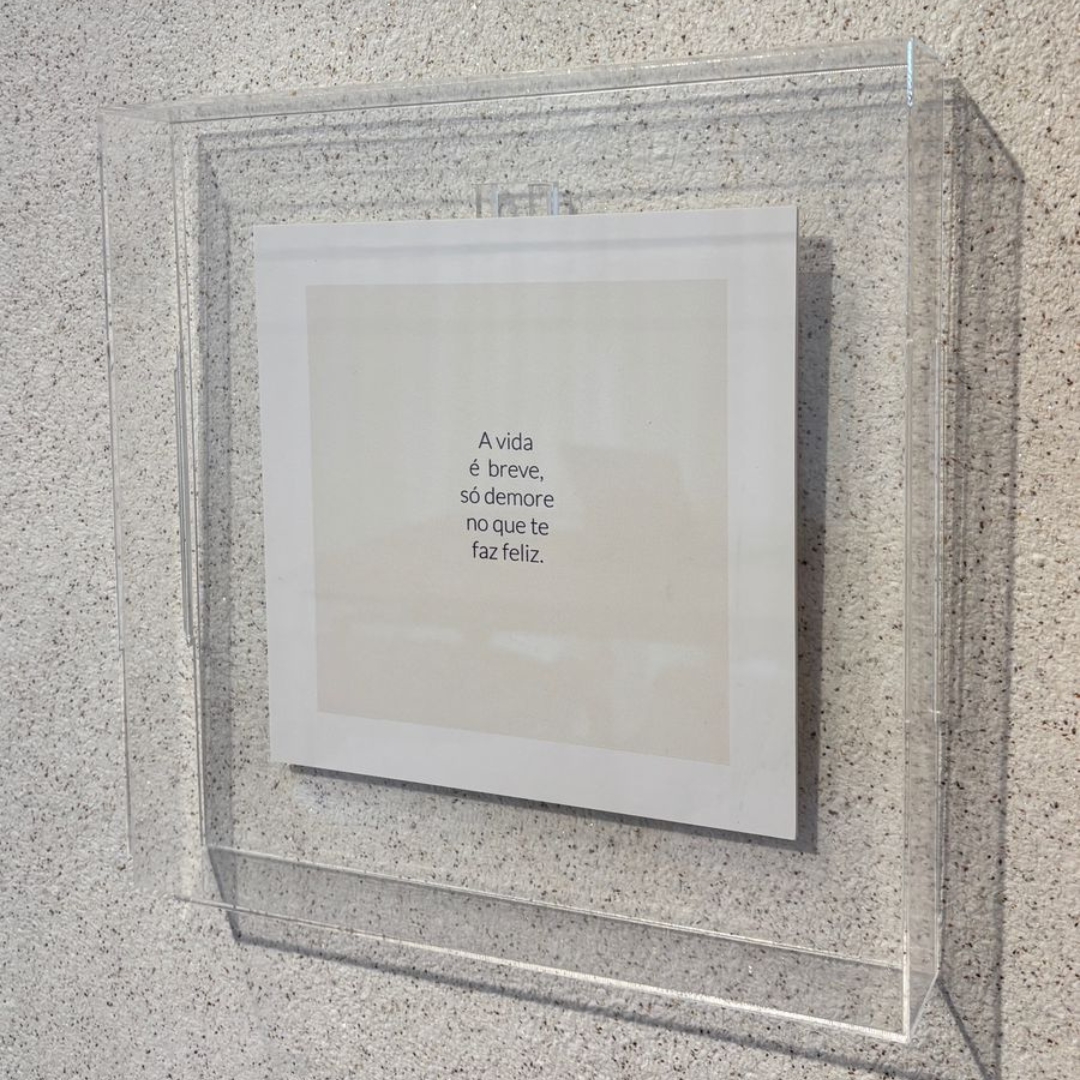 A vida
é breve,
só demore
no que te
faz feliz.